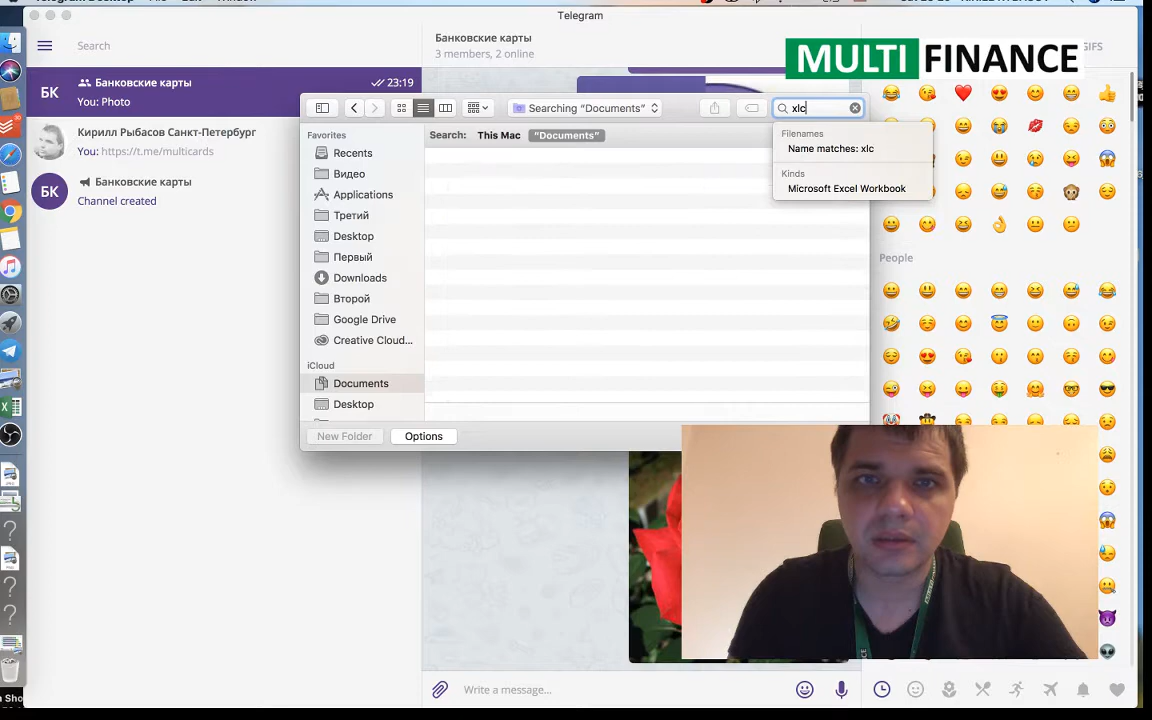 Telegram
Search
Банковские карты
3 members, 2 online
GIFS
MULTI FINANCE
БК
Банковские карты
23:19
You: Photo
Кирилл Рыбасов Санкт-Петербург
You: https://t.me/multicards
БК
Банковские карты
Channel created
Searching "Documents"
xlc
Favorites
Search: This Mac "Documents"
Filenames
Name matches: xlc
Kinds
Microsoft Excel Workbook
Recents
Видео
Applications
Третий
Desktop
Первый
Downloads
Второй
Google Drive
Creative Cloud...
iCloud
Documents
Desktop
New Folder
Options
People
Write a message...